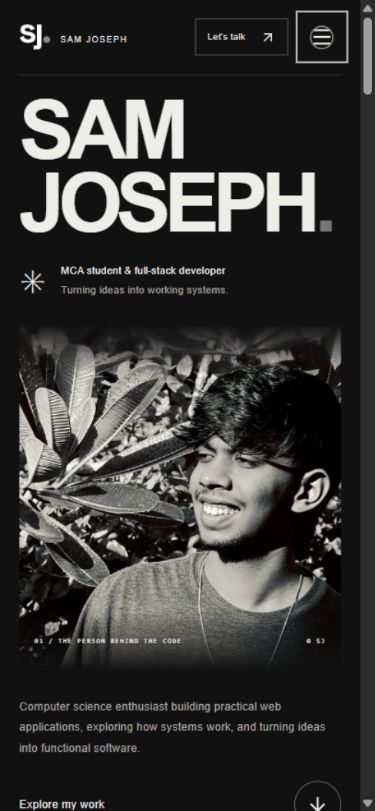 SJ. SAM JOSEPH
Let's talk ↗
SAM
JOSEPH.
MCA student & full-stack developer
Turning ideas into working systems.
01 / THE PERSON BEHIND THE CODE
© SJ
Computer science enthusiast building practical web
applications, exploring how systems work, and turning ideas
into functional software.
Explore my work